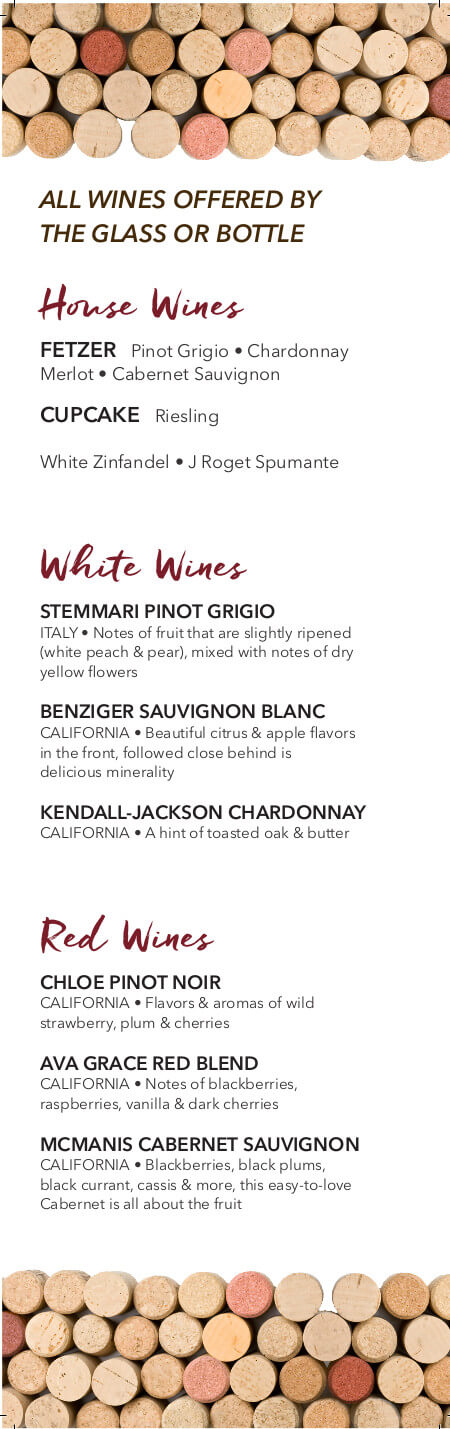 ALL WINES OFFERED BY
THE GLASS OR BOTTLE
House Wines
FETZER Pinot Grigio • Chardonnay
Merlot • Cabernet Sauvignon
CUPCAKE Riesling
White Zinfandel • J Roget Spumante
White Wines
STEMMARI PINOT GRIGIO
ITALY • Notes of fruit that are slightly ripened
(white peach & pear), mixed with notes of dry
yellow flowers
BENZIGER SAUVIGNON BLANC
CALIFORNIA • Beautiful citrus & apple flavors
in the front, followed close behind is
delicious minerality
KENDALL-JACKSON CHARDONNAY
CALIFORNIA • A hint of toasted oak & butter
Red Wines
CHLOE PINOT NOIR
CALIFORNIA • Flavors & aromas of wild
strawberry, plum & cherries
AVA GRACE RED BLEND
CALIFORNIA • Notes of blackberries,
raspberries, vanilla & dark cherries
MCMANIS CABERNET SAUVIGNON
CALIFORNIA • Blackberries, black plums,
black currant, cassis & more, this easy-to-love
Cabernet is all about the fruit